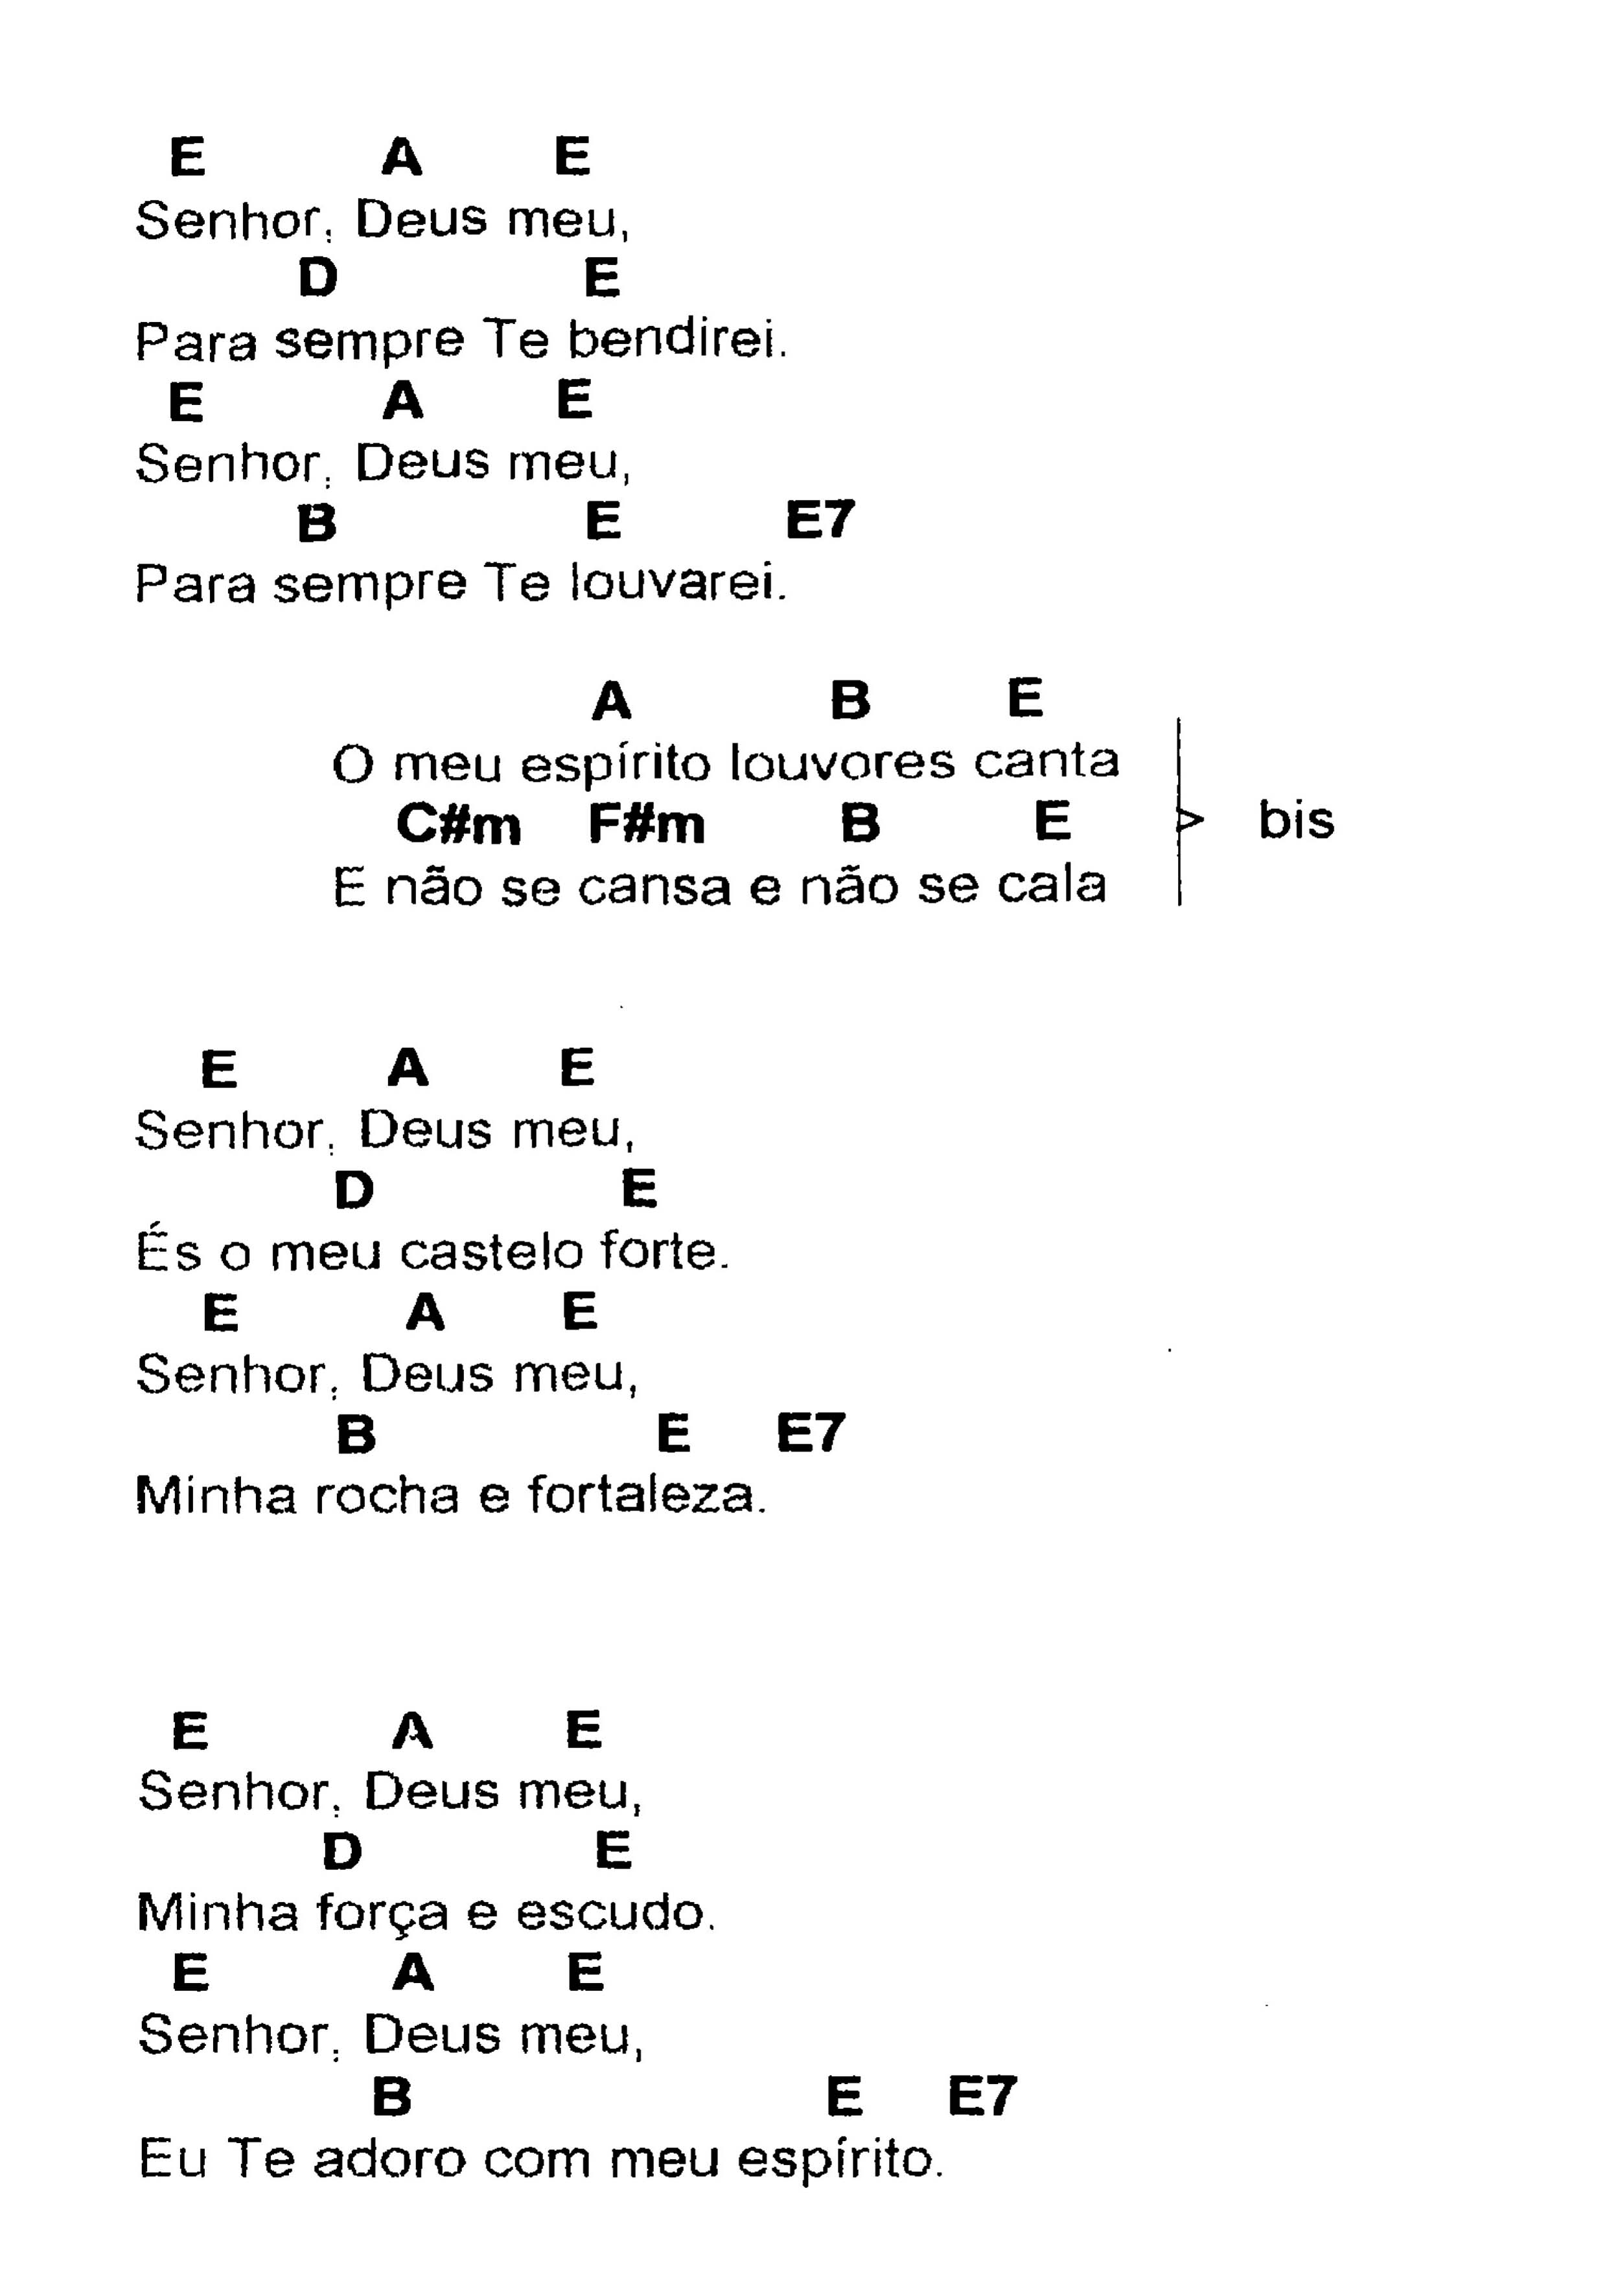 E A E
Senhor, Deus meu,
D E
Para sempre Te bendirei.
E A E
Senhor, Deus meu,
B E E7
Para sempre Te louvarei.
A B E
O meu espírito louvores canta
C#m F#m B E
E não se cansa e não se cala
bis
E A E
Senhor, Deus meu,
D E
És o meu castelo forte.
E A E
Senhor, Deus meu,
B E E7
Minha rocha e fortaleza.
E A E
Senhor, Deus meu,
D E
Minha força e escudo.
E A E
Senhor, Deus meu,
B E E7
Eu Te adoro com meu espírito.